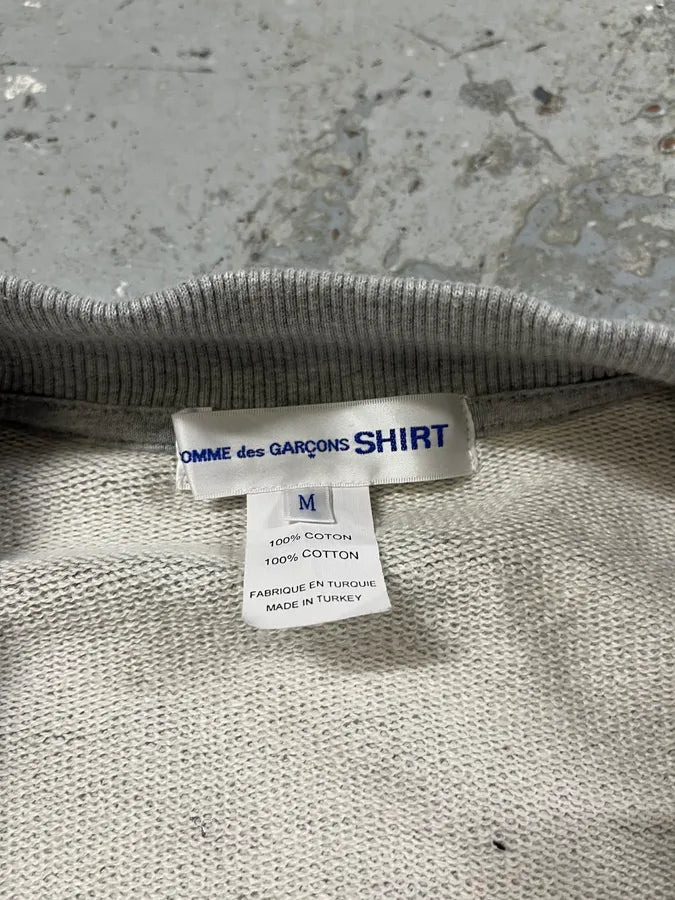 OMME des GARÇONS SHIRT
M
100% COTON
100% COTTON
FABRIQUE EN TURQUIE
MADE IN TURKEY